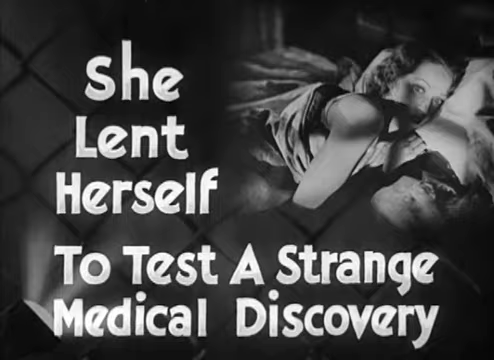 She
Lent
Herself
To Test A Strange
Medical Discovery